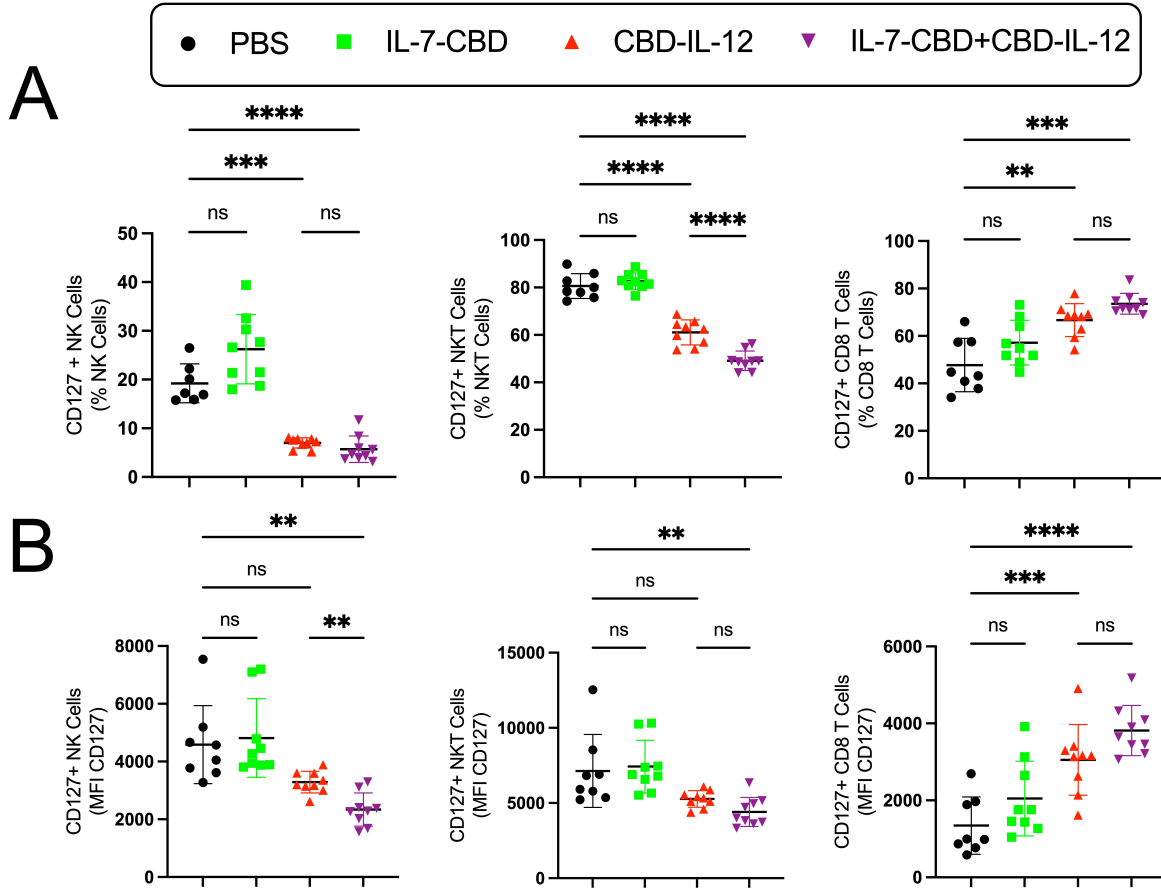 PBS IL-7-CBD CBD-IL-12 IL-7-CBD+CBD-IL-12
A
****
***
ns ns
50
40
30
20
10
0
CD127 + NK Cells
(% NK Cells)
****
****
ns ****
100
80
60
40
20
0
CD127+ NKT Cells
(% NKT Cells)
***
**
ns ns
100
80
60
40
20
0
CD127+ CD8 T Cells
(% CD8 T Cells)
B
**
ns
ns **
8000
6000
4000
2000
0
CD127+ NK Cells
(MFI CD127)
**
ns
ns ns
15000
10000
5000
0
CD127+ NKT Cells
(MFI CD127)
****
***
ns ns
6000
4000
2000
0
CD127+ CD8 T Cells
(MFI CD127)